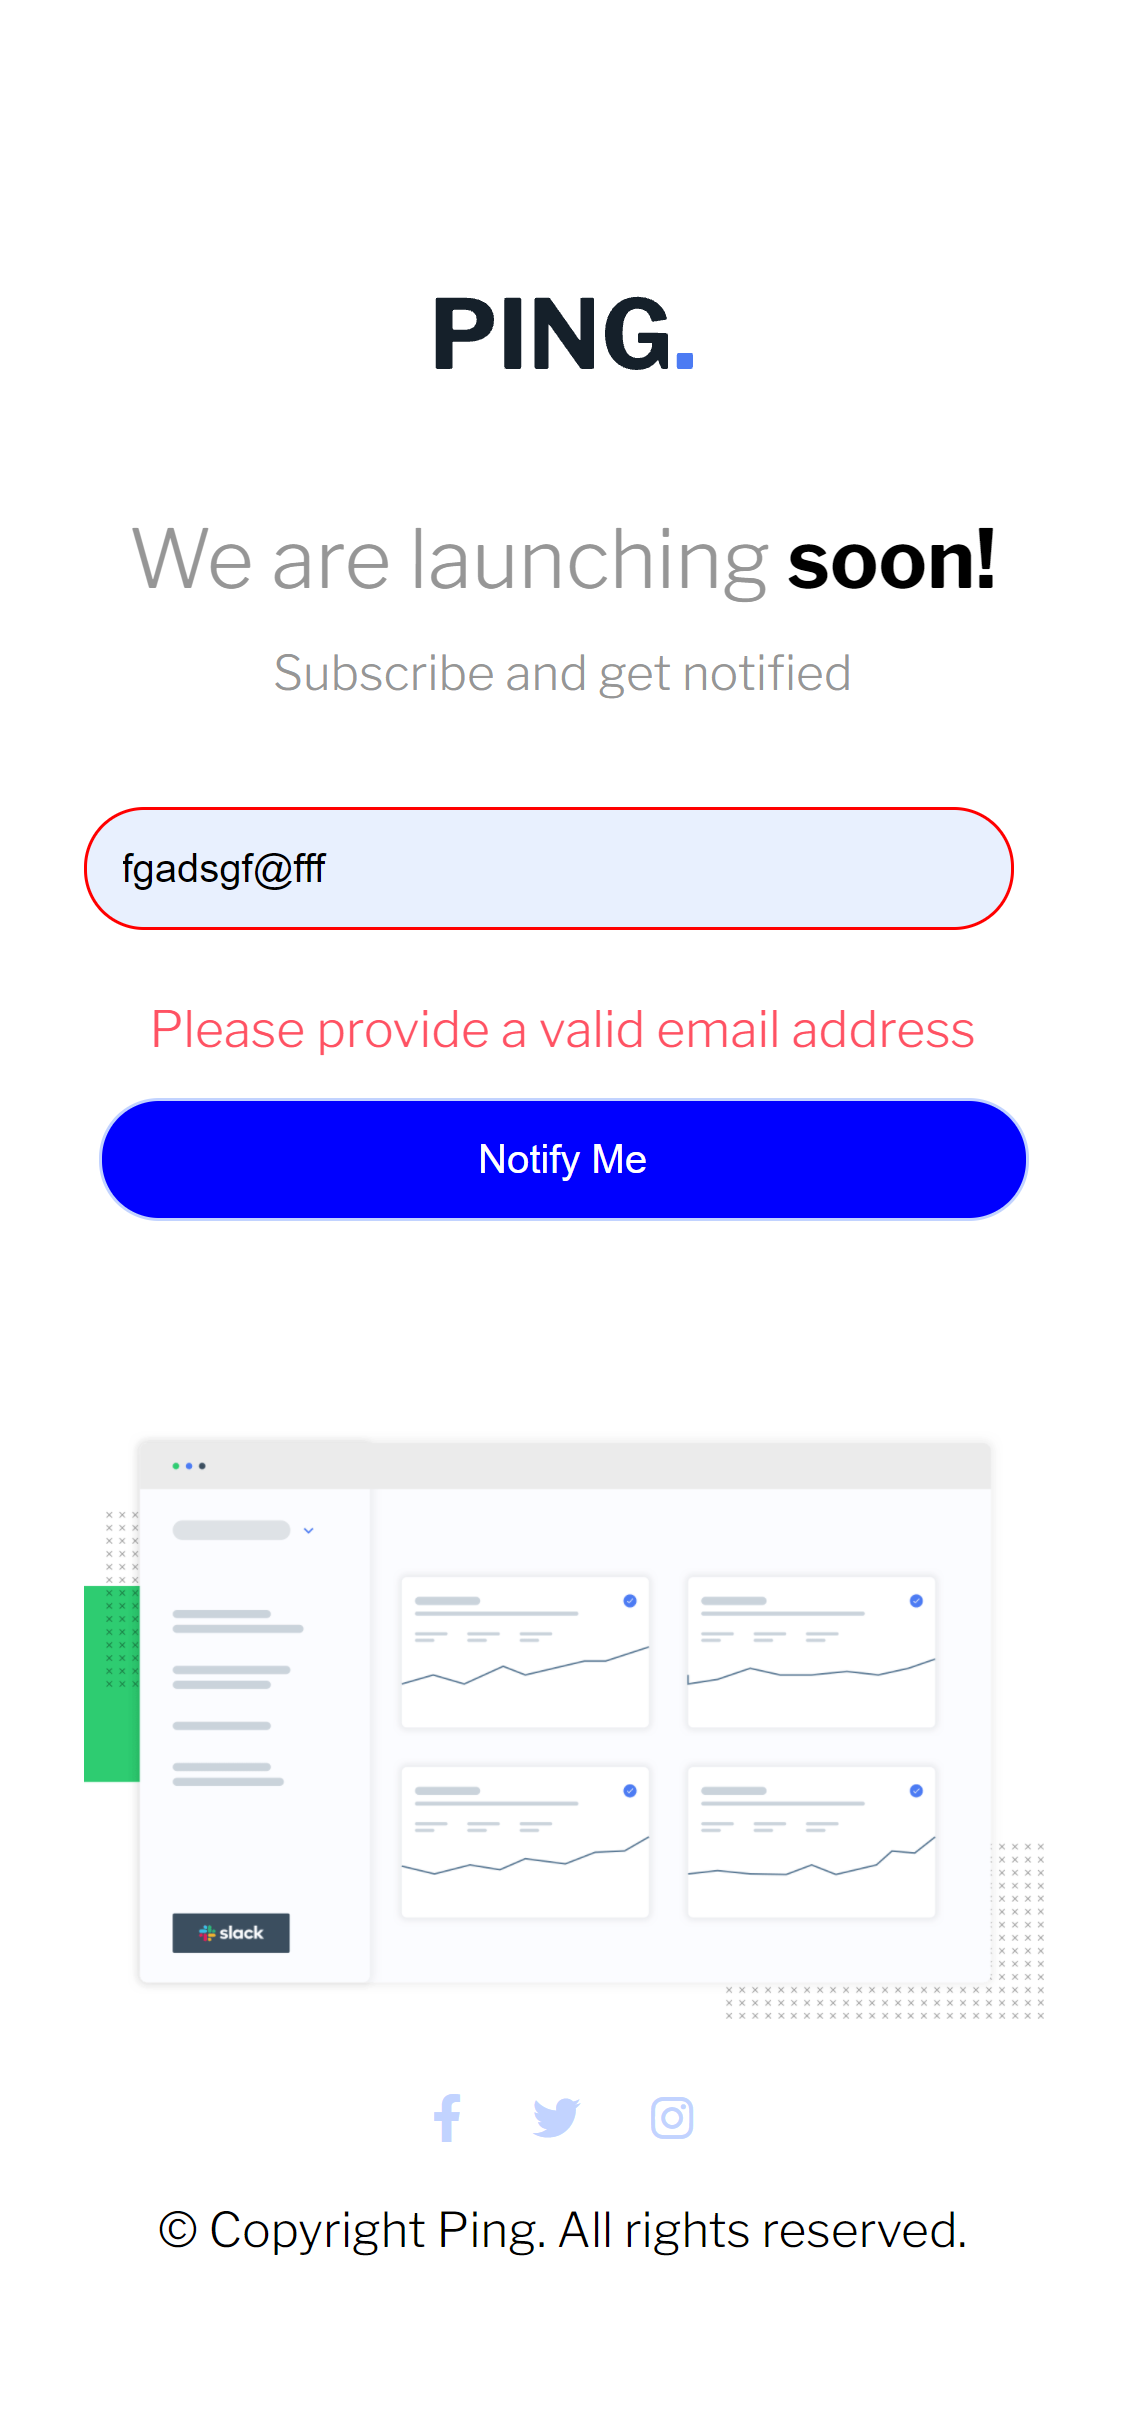 PING.
We are launching soon!
Subscribe and get notified
fgadsgf@fff
Please provide a valid email address
Notify Me
slack
© Copyright Ping. All rights reserved.